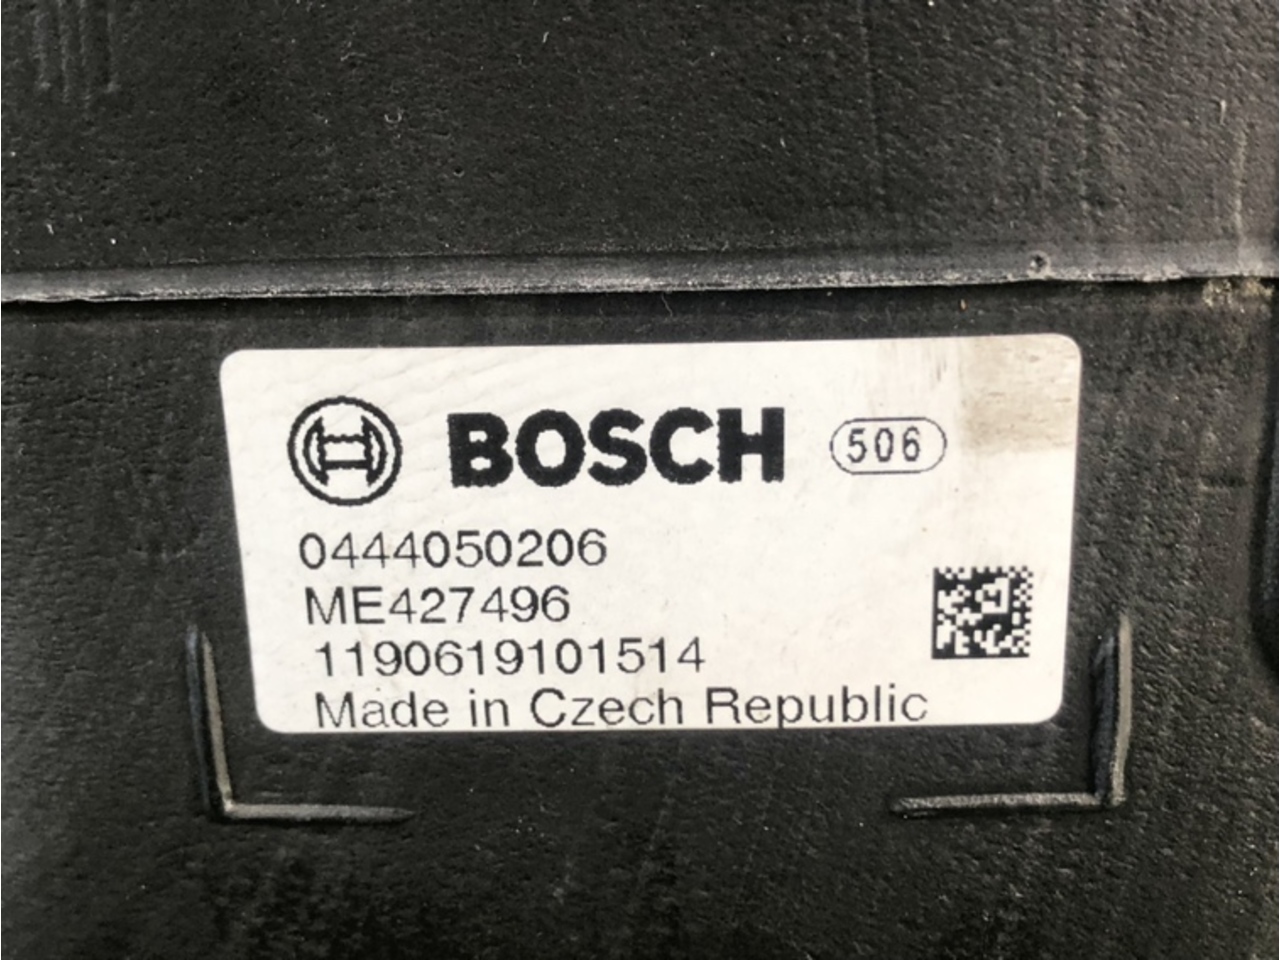 BOSCH 506
0444050206
ME427496
1190619101514
Made in Czech Republic